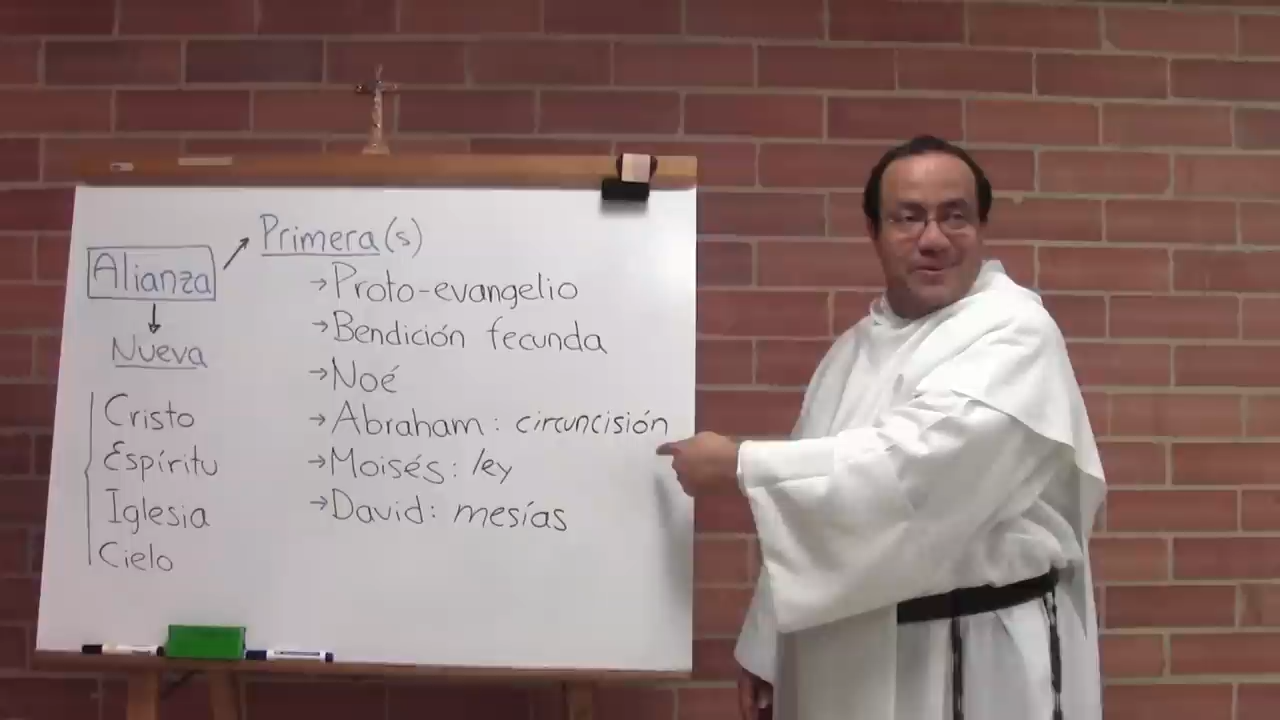 Alianza
Nueva
Cristo
Espíritu
Iglesia
Cielo
Primera(s)
→Proto-evangelio
→Bendición fecunda
→Noé
→Abraham: circuncisión
→Moisés: ley
→David: mesías